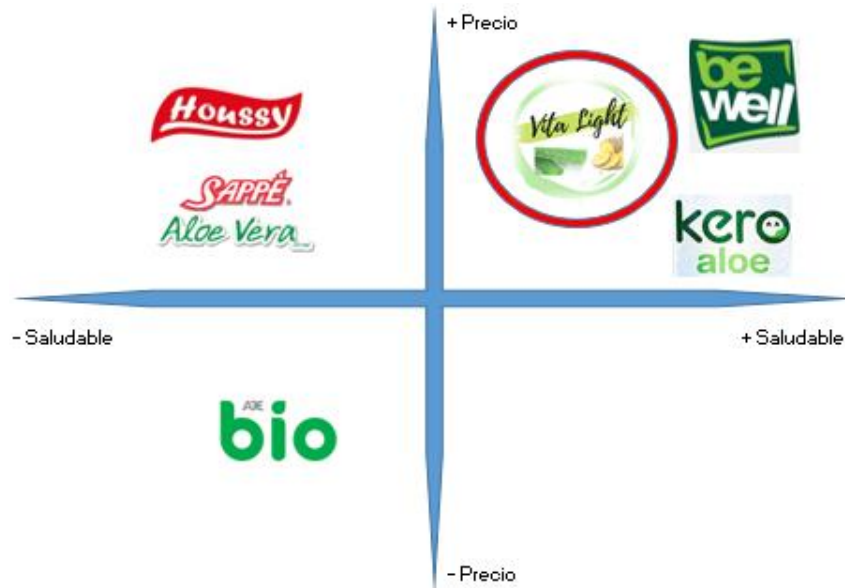 + Precio
Houssy
Vita Light
be
well
SAPPÉ
Aloe Vera
kero
aloe
- Saludable
+ Saludable
AJE
bio
- Precio